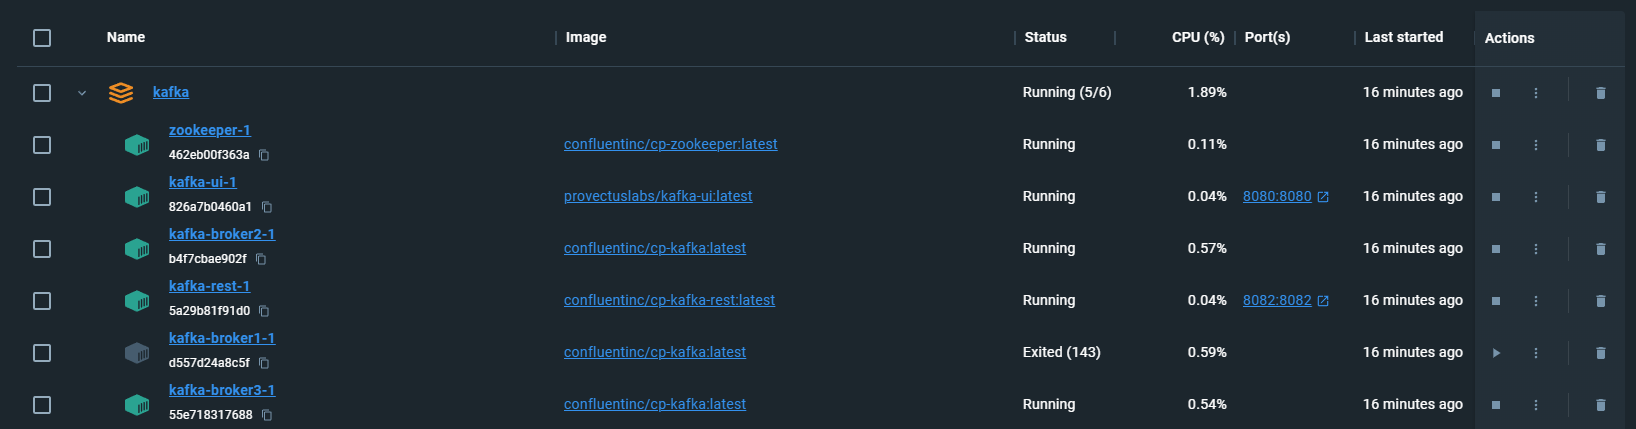 Name Image Status CPU (%) Port(s) Last started Actions
kafka Running (5/6) 1.89% 16 minutes ago
zookeeper-1
462eb00f363a confluentinc/cp-zookeeper:latest Running 0.11% 16 minutes ago
kafka-ui-1
826a7b0460a1 provectuslabs/kafka-ui:latest Running 0.04% 8080:8080 16 minutes ago
kafka-broker2-1
b4f7cbae902f confluentinc/cp-kafka:latest Running 0.57% 16 minutes ago
kafka-rest-1
5a29b81f91d0 confluentinc/cp-kafka-rest:latest Running 0.04% 8082:8082 16 minutes ago
kafka-broker1-1
d557d24a8c5f confluentinc/cp-kafka:latest Exited (143) 0.59% 16 minutes ago
kafka-broker3-1
55e718317688 confluentinc/cp-kafka:latest Running 0.54% 16 minutes ago